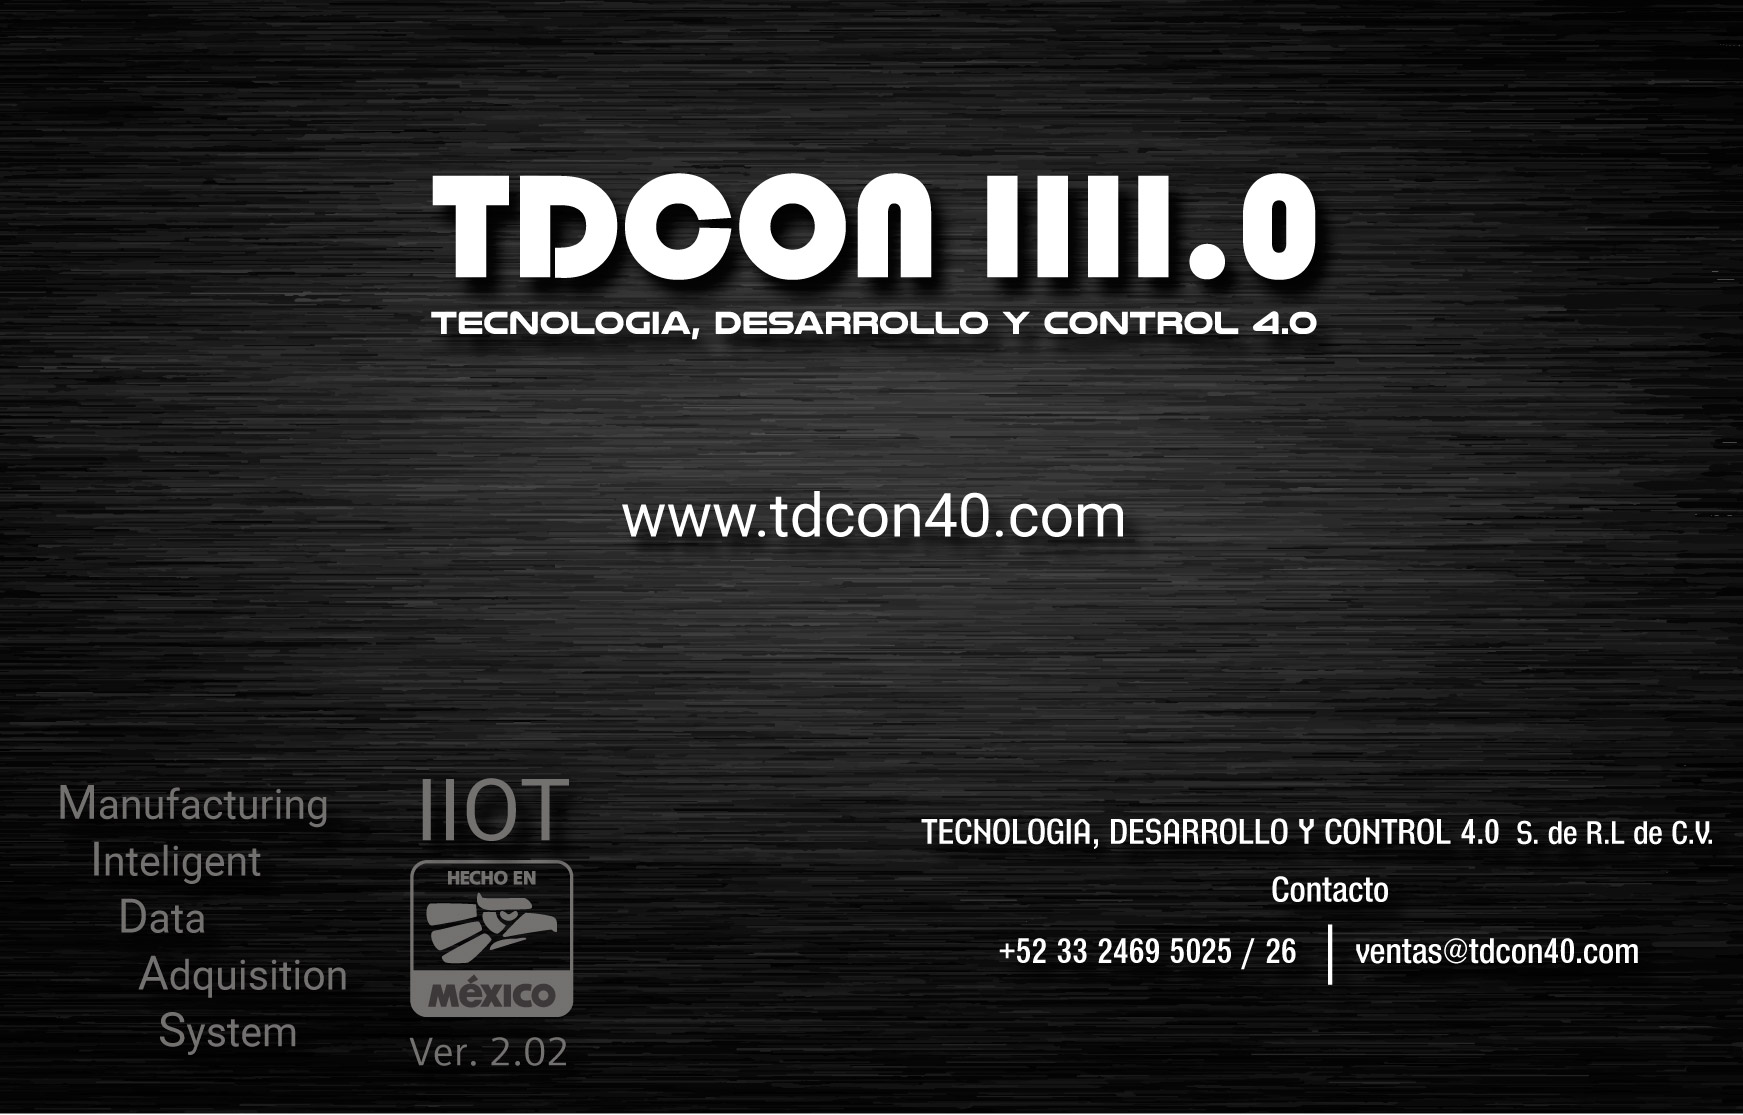 TDCON IIII.0
TECNOLOGIA, DESARROLLO Y CONTROL 4.0
www.tdcon40.com
Manufacturing
Inteligent
Data
Adquisition
System
IIOT
HECHO EN
MéXICO
Ver. 2.02
TECNOLOGIA, DESARROLLO Y CONTROL 4.0 S. de R.L de C.V.
Contacto
+52 33 2469 5025 / 26 | ventas@tdcon40.com